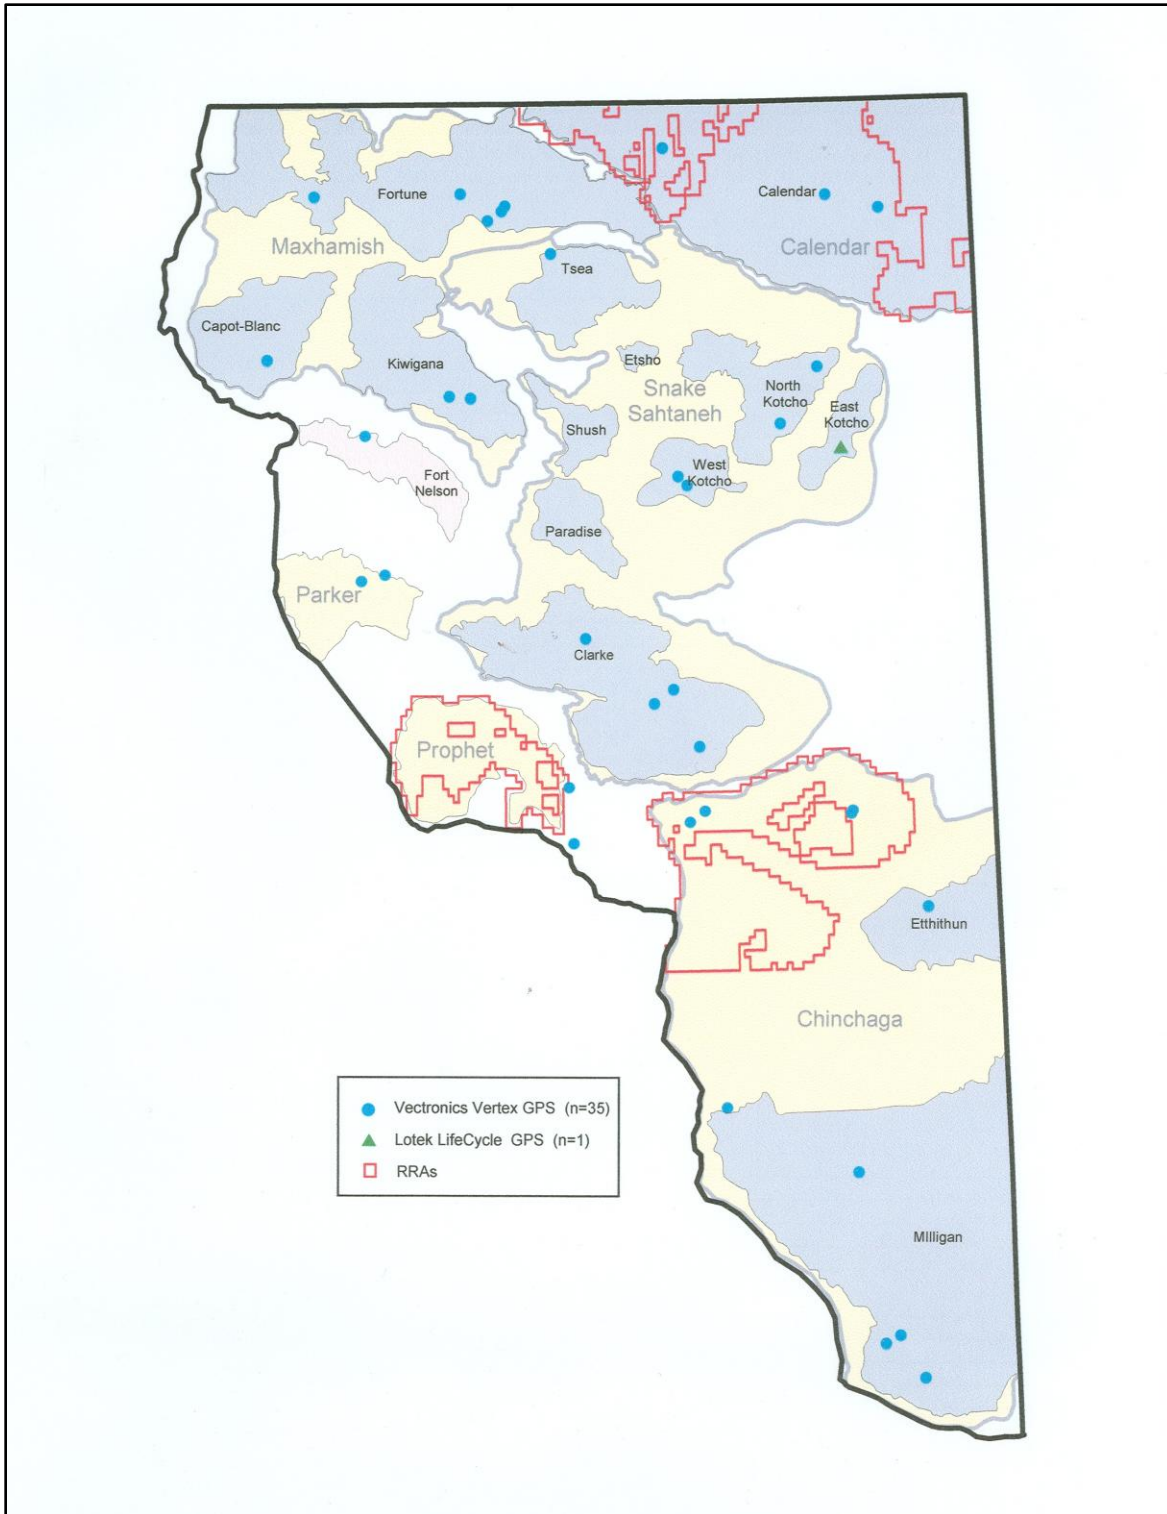 Fortune
Calendar
Maxhamish
Calendar
Tsea
Capot-Blanc
Etsho
Kiwigana
Snake
Sahtaneh
North
Kotcho
East
Kotcho
Shush
West
Kotcho
Fort
Nelson
Paradise
Parker
Clarke
Prophet
Etthithun
Chinchaga
Vectronics Vertex GPS (n=35)
Lotek LifeCycle GPS (n=1)
RRAs
MIlligan